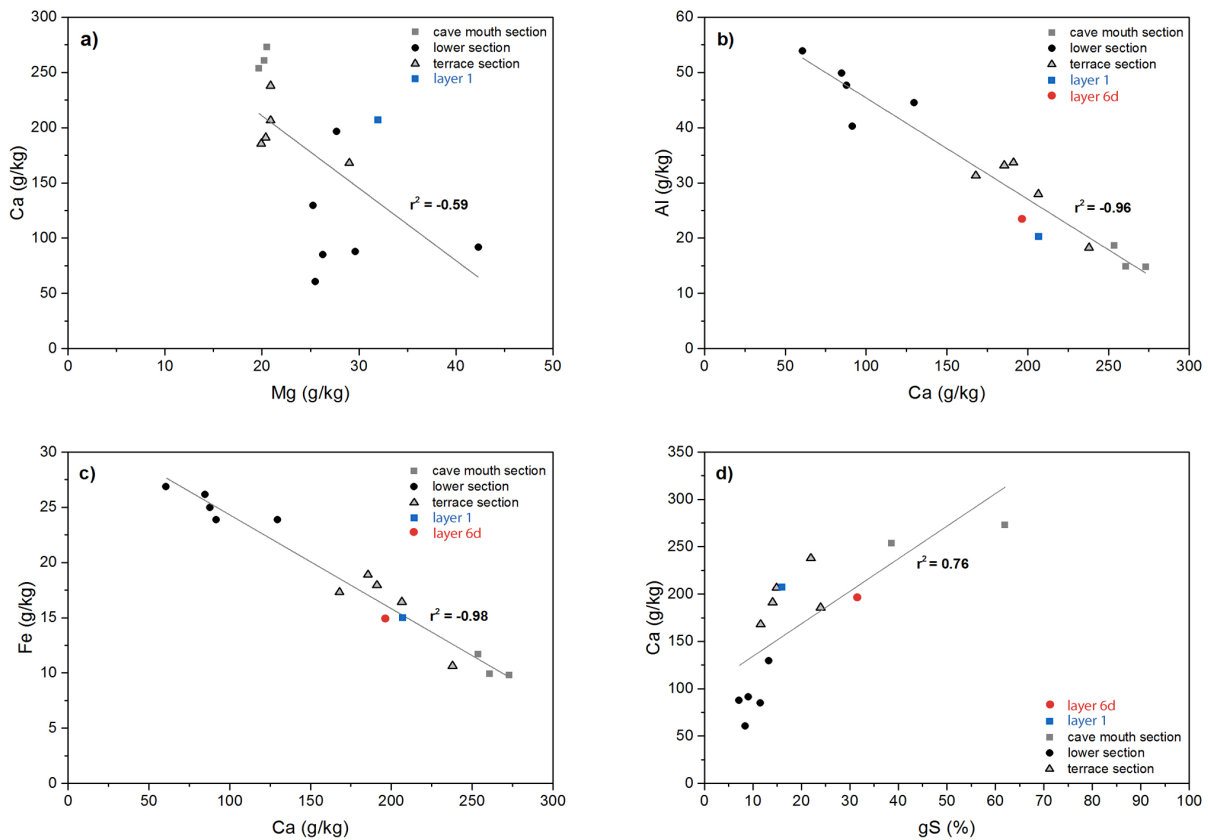 a)
cave mouth section
lower section
terrace section
layer 1
r² = -0.59
300
250
200
150
100
50
0
Ca (g/kg)
0 10 20 30 40 50
Mg (g/kg)
b)
cave mouth section
lower section
terrace section
layer 1
layer 6d
r² = -0.96
60
50
40
30
20
10
0
Al (g/kg)
0 50 100 150 200 250 300
Ca (g/kg)
c)
cave mouth section
lower section
terrace section
layer 1
layer 6d
r² = -0.98
30
25
20
15
10
5
0
Fe (g/kg)
0 50 100 150 200 250 300
Ca (g/kg)
d)
r² = 0.76
layer 6d
layer 1
cave mouth section
lower section
terrace section
350
300
250
200
150
100
50
0
Ca (g/kg)
0 10 20 30 40 50 60 70 80 90 100
gS (%)